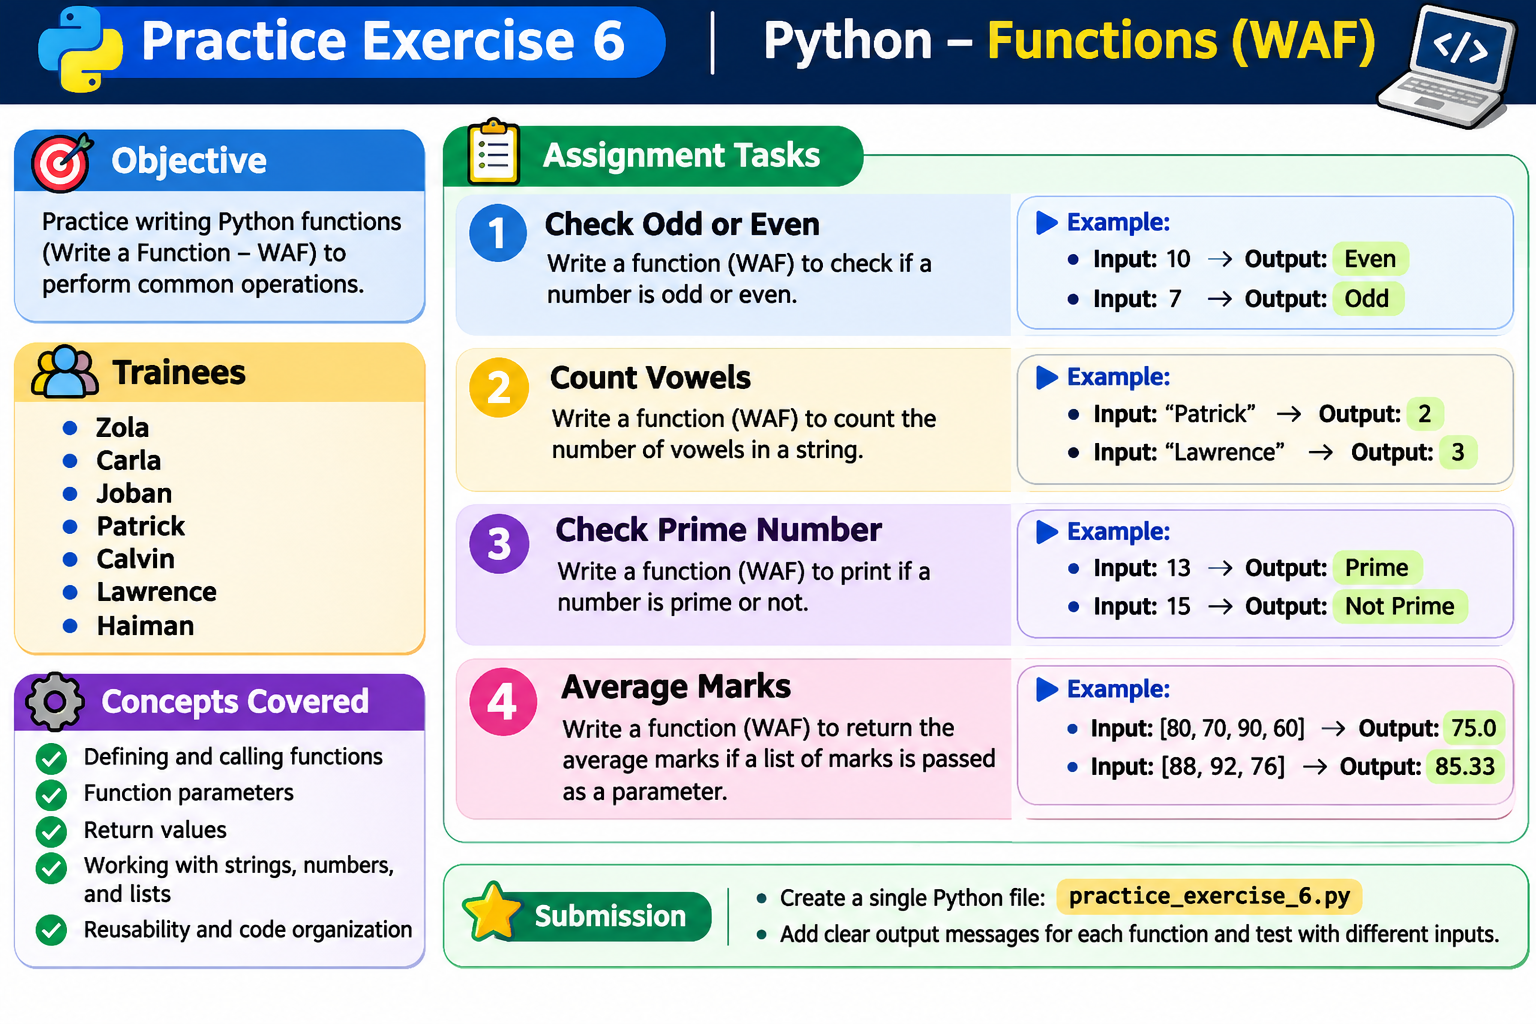 Practice Exercise 6
Python – Functions (WAF)
</>
Objective
Practice writing Python functions
(Write a Function – WAF) to
perform common operations.
Trainees
• Zola
• Carla
• Joban
• Patrick
• Calvin
• Lawrence
• Haiman
Concepts Covered
Defining and calling functions
Function parameters
Return values
Working with strings, numbers,
and lists
Reusability and code organization
Assignment Tasks
1
Check Odd or Even
Write a function (WAF) to check if a
number is odd or even.
Example:
• Input: 10 → Output: Even
• Input: 7 → Output: Odd
2
Count Vowels
Write a function (WAF) to count the
number of vowels in a string.
Example:
• Input: “Patrick” → Output: 2
• Input: “Lawrence” → Output: 3
3
Check Prime Number
Write a function (WAF) to print if a
number is prime or not.
Example:
• Input: 13 → Output: Prime
• Input: 15 → Output: Not Prime
4
Average Marks
Write a function (WAF) to return the
average marks if a list of marks is passed
as a parameter.
Example:
• Input: [80, 70, 90, 60] → Output: 75.0
• Input: [88, 92, 76] → Output: 85.33
Submission
• Create a single Python file: practice_exercise_6.py
• Add clear output messages for each function and test with different inputs.